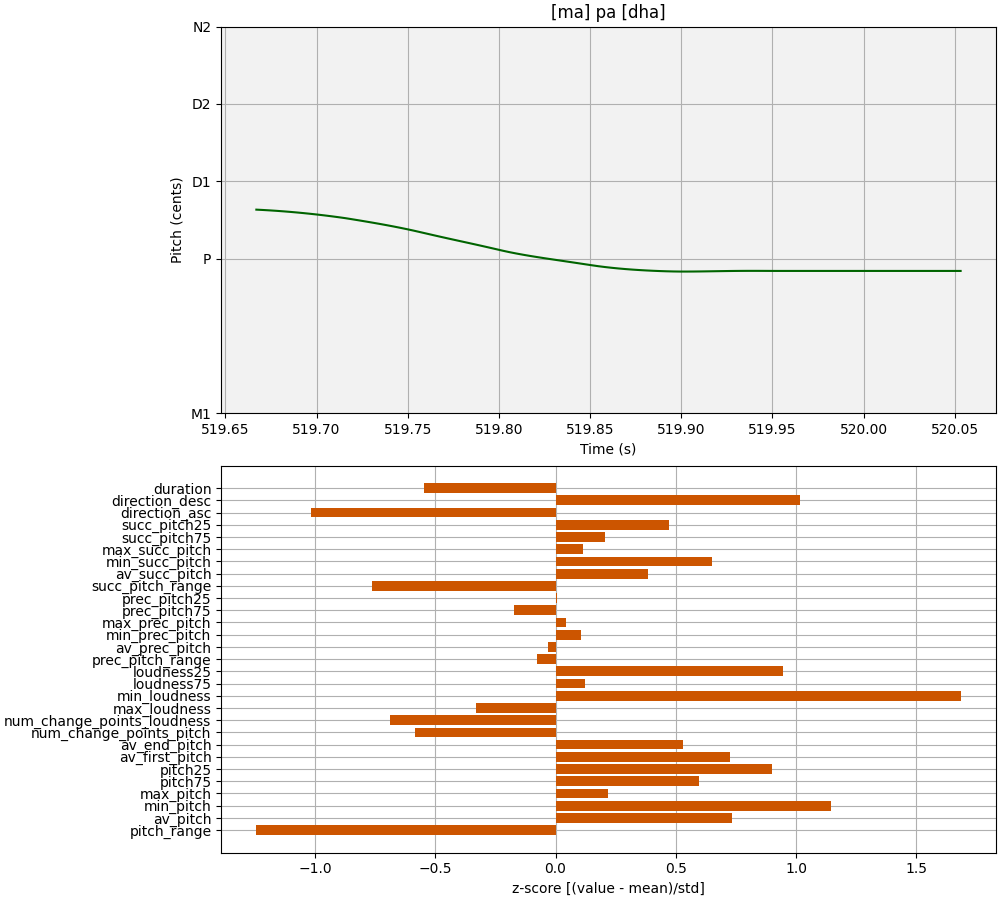 [ma] pa [dha]
N2
D2
D1
P
M1
Pitch (cents)
519.65 519.70 519.75 519.80 519.85 519.90 519.95 520.00 520.05
Time (s)
duration
direction_desc
direction_asc
succ_pitch25
succ_pitch75
max_succ_pitch
min_succ_pitch
av_succ_pitch
succ_pitch_range
prec_pitch25
prec_pitch75
max_prec_pitch
min_prec_pitch
av_prec_pitch
prec_pitch_range
loudness25
loudness75
min_loudness
max_loudness
num_change_points_loudness
num_change_points_pitch
av_end_pitch
av_first_pitch
pitch25
pitch75
max_pitch
min_pitch
av_pitch
pitch_range
−1.0 −0.5 0.0 0.5 1.0 1.5
z-score [(value - mean)/std]